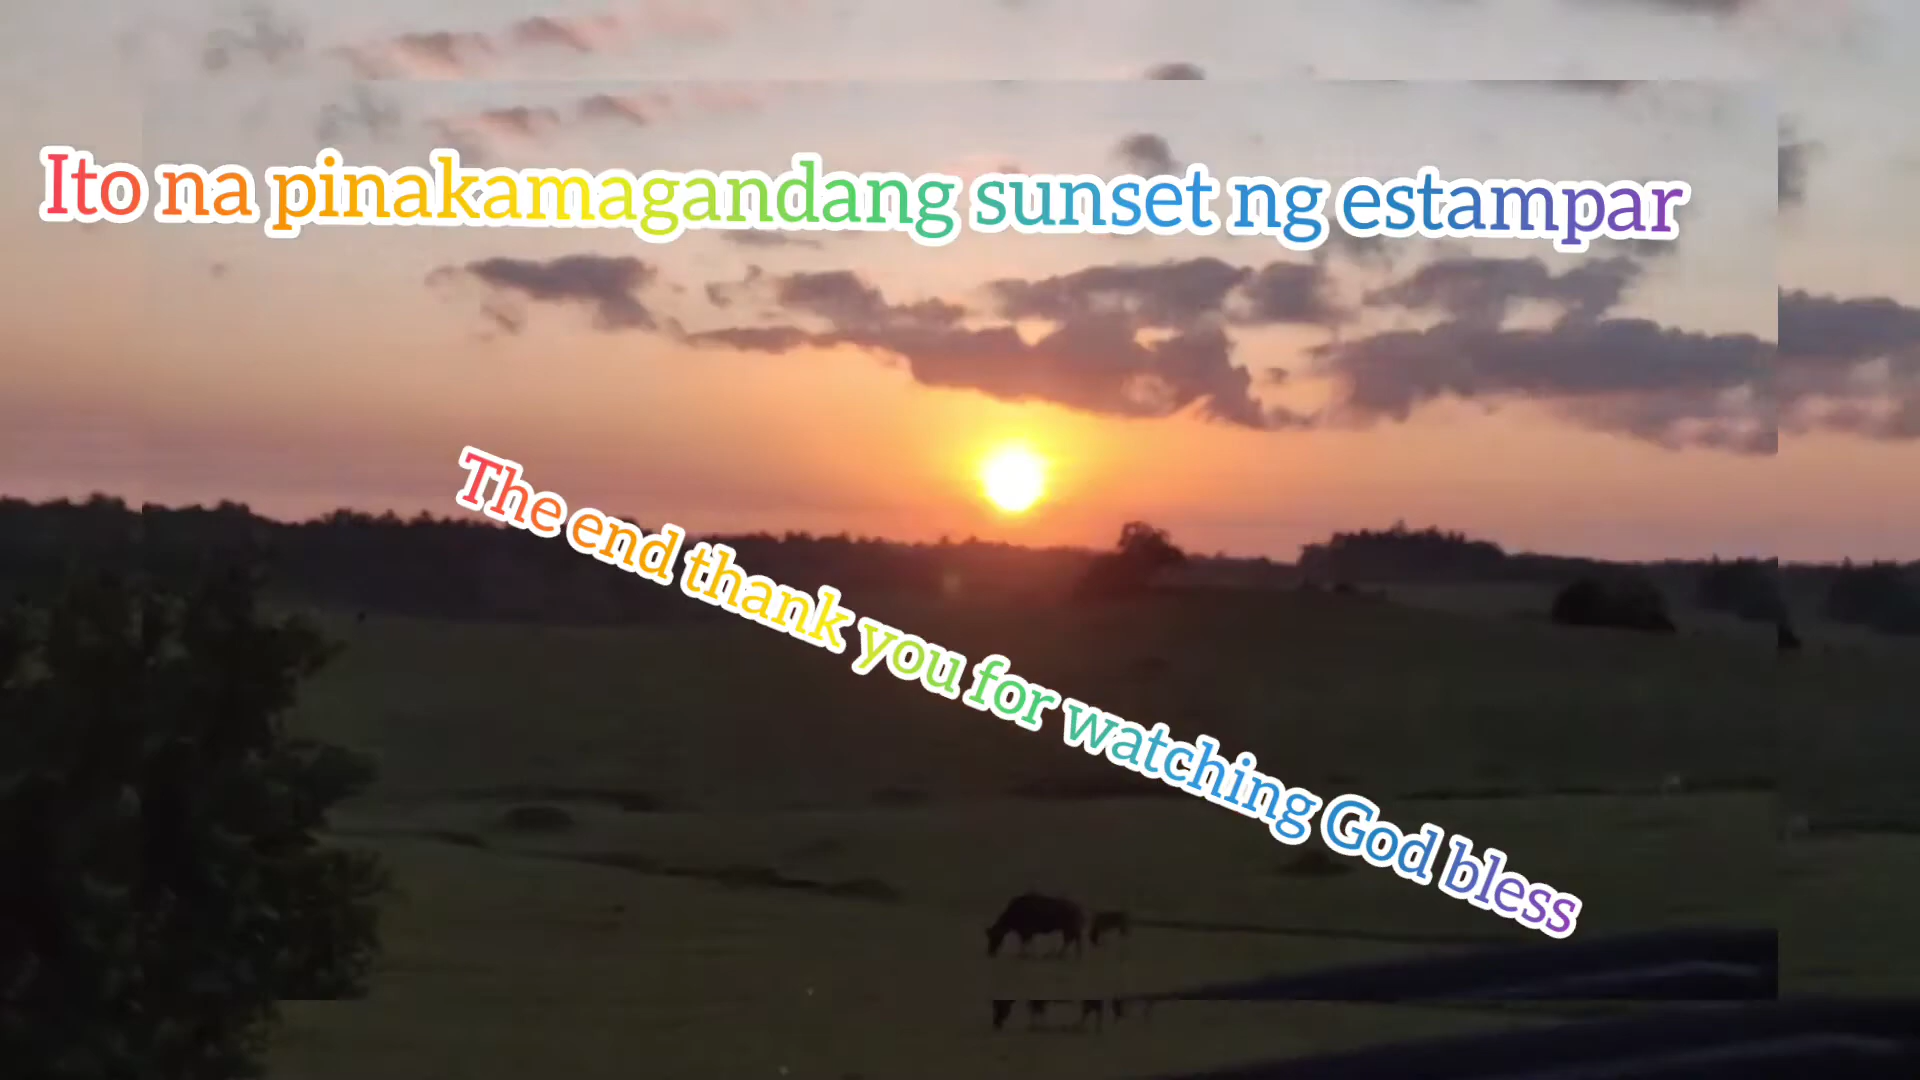 Ito na pinakamagandang sunset ng estampar
The end thank you for watching God bless